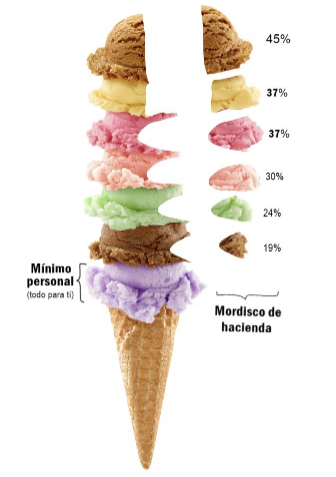 45%
37%
37%
30%
24%
19%
Mínimo
personal
(todo para ti)
Mordisco de
hacienda